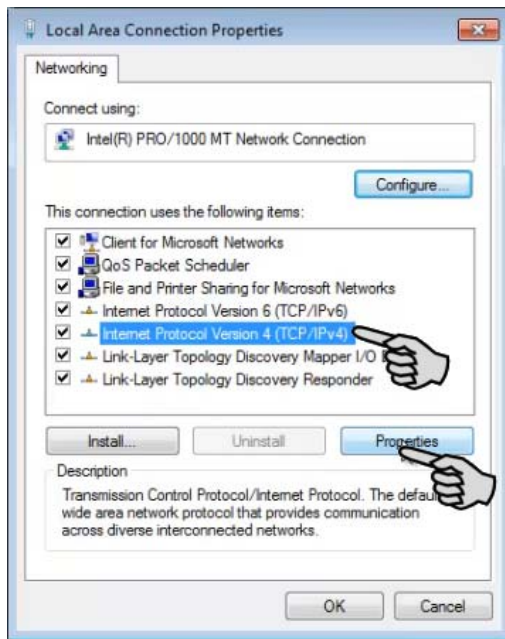 Local Area Connection Properties
Networking
Connect using:
Intel(R) PRO/1000 MT Network Connection
Configure...
This connection uses the following items:
Client for Microsoft Networks
QoS Packet Scheduler
File and Printer Sharing for Microsoft Networks
Internet Protocol Version 6 (TCP/IPv6)
Internet Protocol Version 4 (TCP/IPv4)
Link-Layer Topology Discovery Mapper I/O
Link-Layer Topology Discovery Responder
Install...
Uninstall
Properties
Description
Transmission Control Protocol/Internet Protocol. The
wide area network protocol that provides communication
across diverse interconnected networks.
OK
Cancel